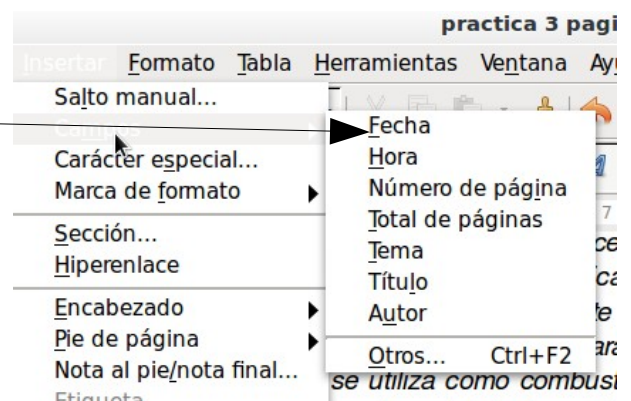 practica 3 pagi
Insertar Formato Tabla Herramientas Ventana Ay
Salto manual...
Campos
Carácter especial...
Marca de formato
Sección...
Hiperenlace
Encabezado
Pie de página
Nota al pie/nota final...
Etiqueta
Fecha
Hora
Número de página
Total de páginas
Tema
Título
Autor
Otros... Ctrl+F2
7
se utiliza como combust